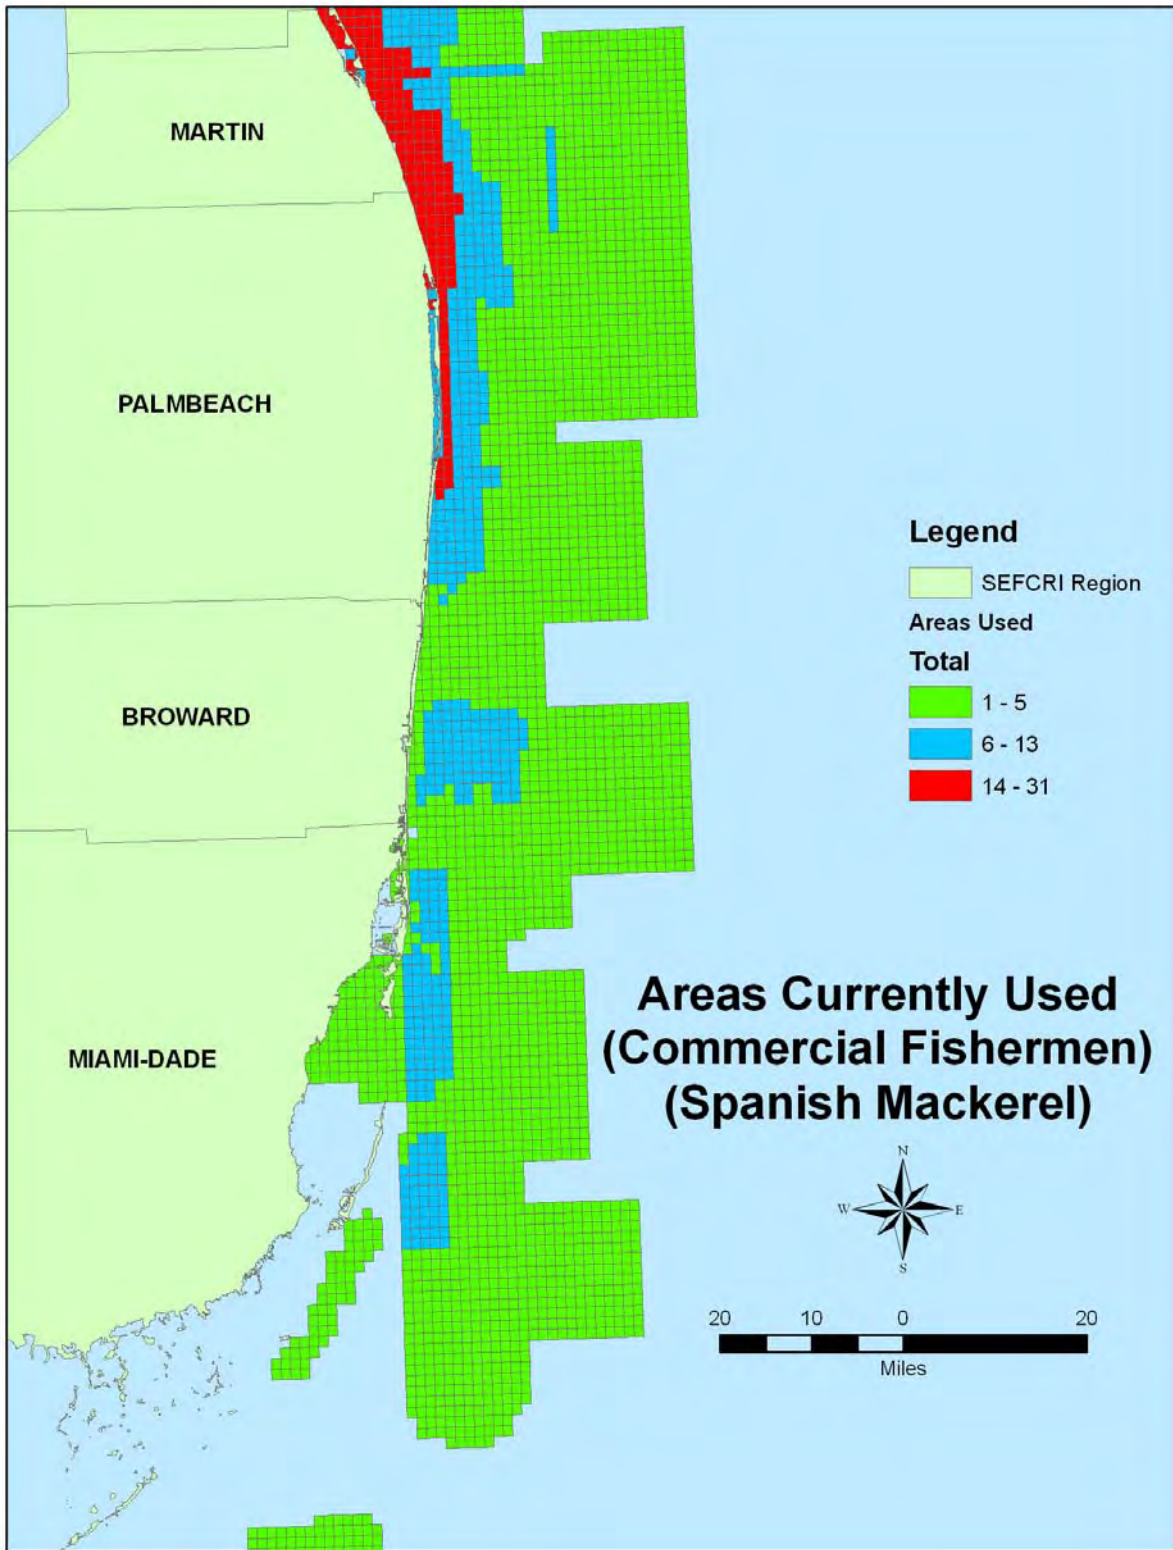 MARTIN
PALMBEACH
BROWARD
MIAMI-DADE
Legend
SEFCRI Region
Areas Used
Total
1 - 5
6 - 13
14 - 31
Areas Currently Used
(Commercial Fishermen)
(Spanish Mackerel)
N
W E
S
20 10 0 20
Miles